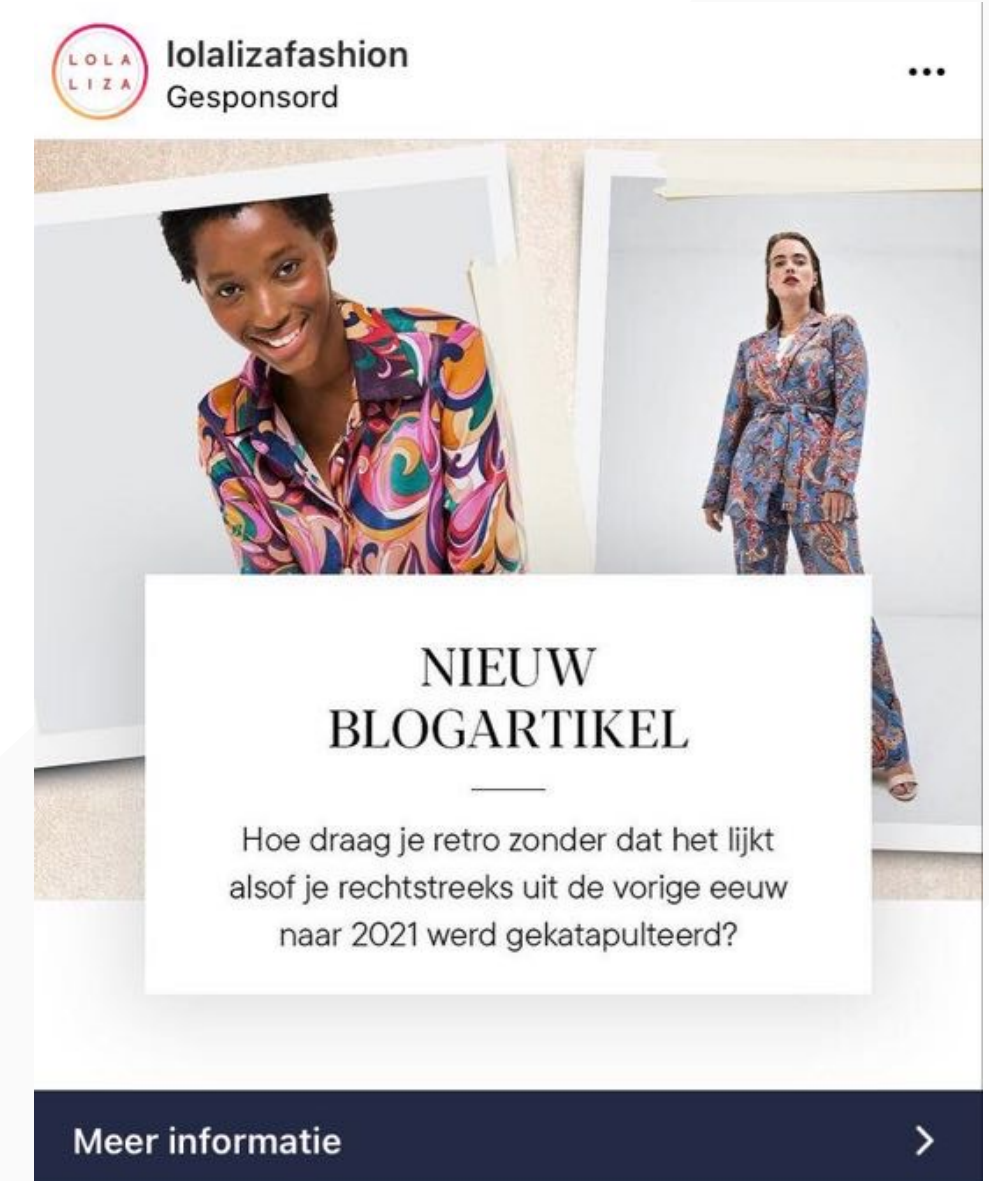 LOLA
LIZA
lolalizafashion
Gesponsord
NIEUW
BLOGARTIKEL
Hoe draag je retro zonder dat het lijkt
alsof je rechtstreeks uit de vorige eeuw
naar 2021 werd gekatapulteerd?
Meer informatie